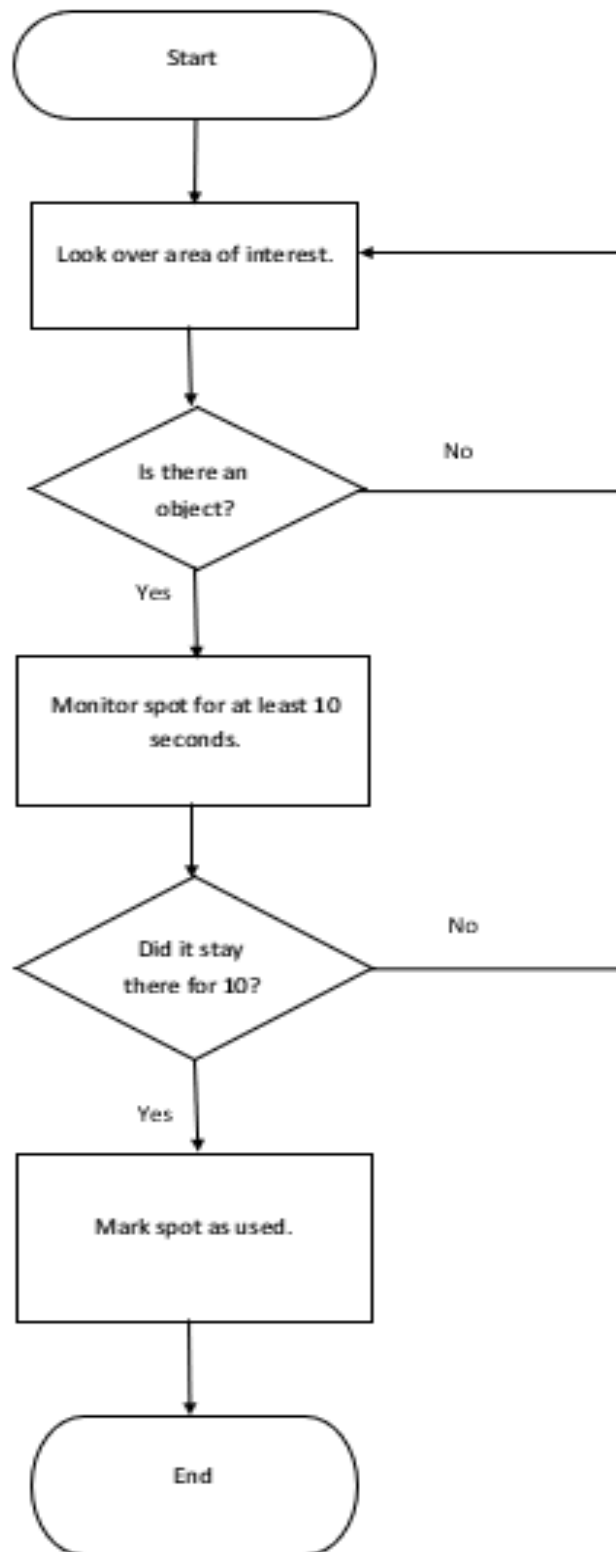 Start
Look over area of interest.
Is there an
object?
No
Yes
Monitor spot for at least 10
seconds.
Did it stay
there for 10?
No
Yes
Mark spot as used.
End